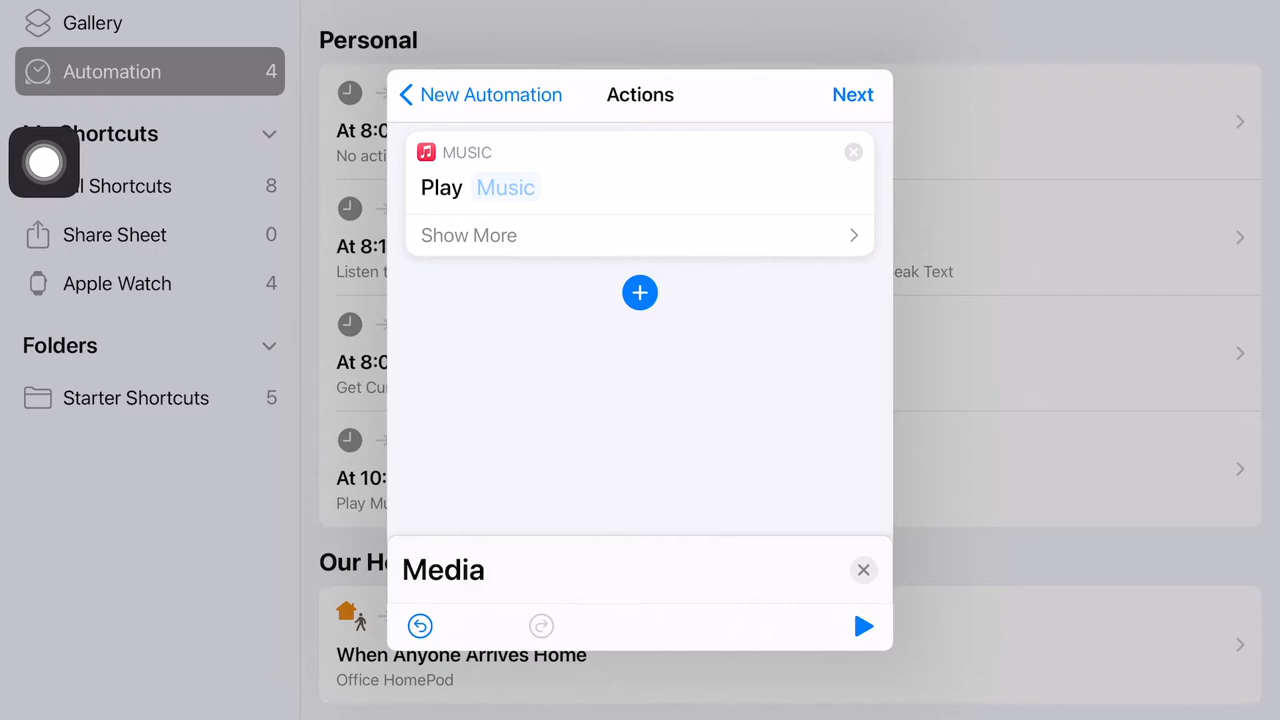 Gallery
Automation 4
Shortcuts
Shortcuts 8
Share Sheet 0
Apple Watch 4
Folders
Starter Shortcuts 5
Personal
At 8:0
No acti
At 8:1
Listen t
eak Text
At 8:0
Get Cu
At 10:
Play Mu
Our Ho
When Anyone Arrives Home
Office HomePod
New Automation
Actions
Next
MUSIC
Play Music
Show More
Media